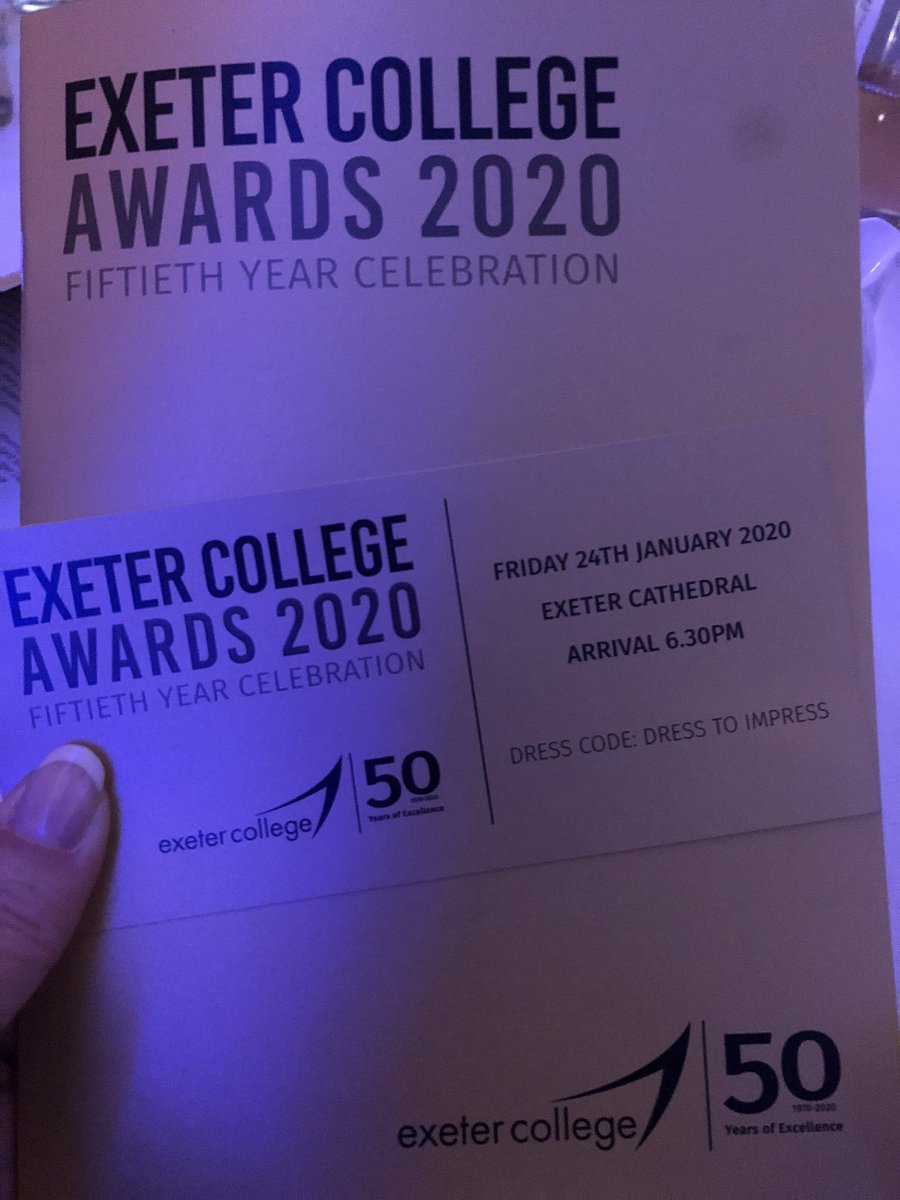 EXETER COLLEGE
AWARDS 2020
FIFTIETH YEAR CELEBRATION
EXETER COLLEGE
AWARDS 2020
FIFTIETH YEAR CELEBRATION
exeter college
50
Years of Excellence
FRIDAY 24TH JANUARY 2020
EXETER CATHEDRAL
ARRIVAL 6.30PM
DRESS CODE: DRESS TO IMPRESS
exeter college
50
1970-2020
Years of Excellence